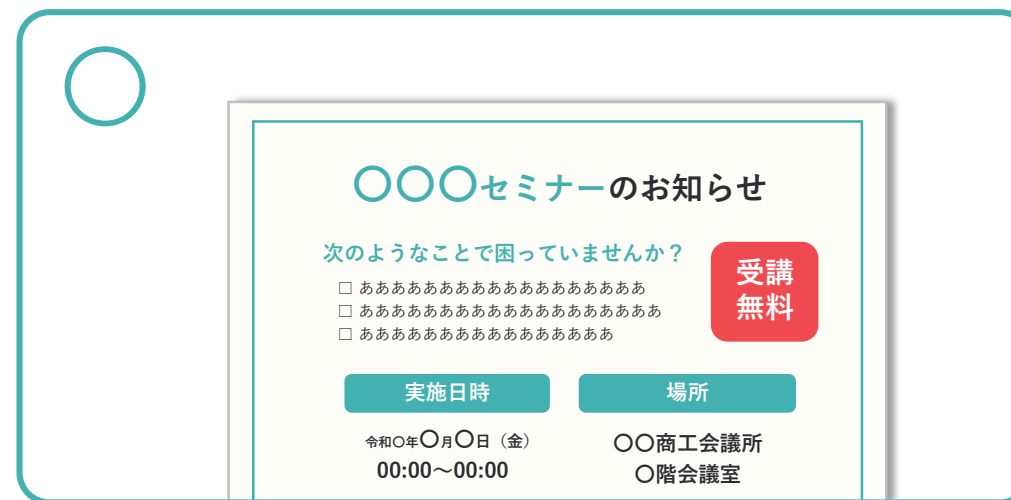 〇〇〇セミナーのお知らせ
次のようなことで困っていませんか？
□ ああああああああああああああああああ
□ あああああああああああああああああああ
□ ああああああああああああああああ
受講
無料
実施日時
令和〇年〇月〇日（金）
00:00〜00:00
場所
〇〇商工会議所
〇階会議室